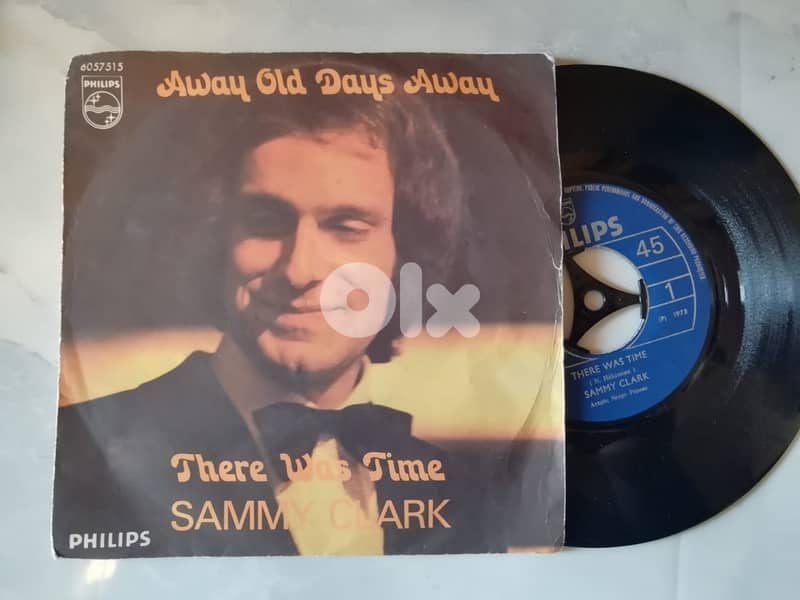 6057515
PHILIPS
Away Old Days Away
There Was Time
SAMMY CLARK
PHILIPS
olx
PHILIPS
45
1
(P) 1973
THERE WAS TIME
SAMMY CLARK